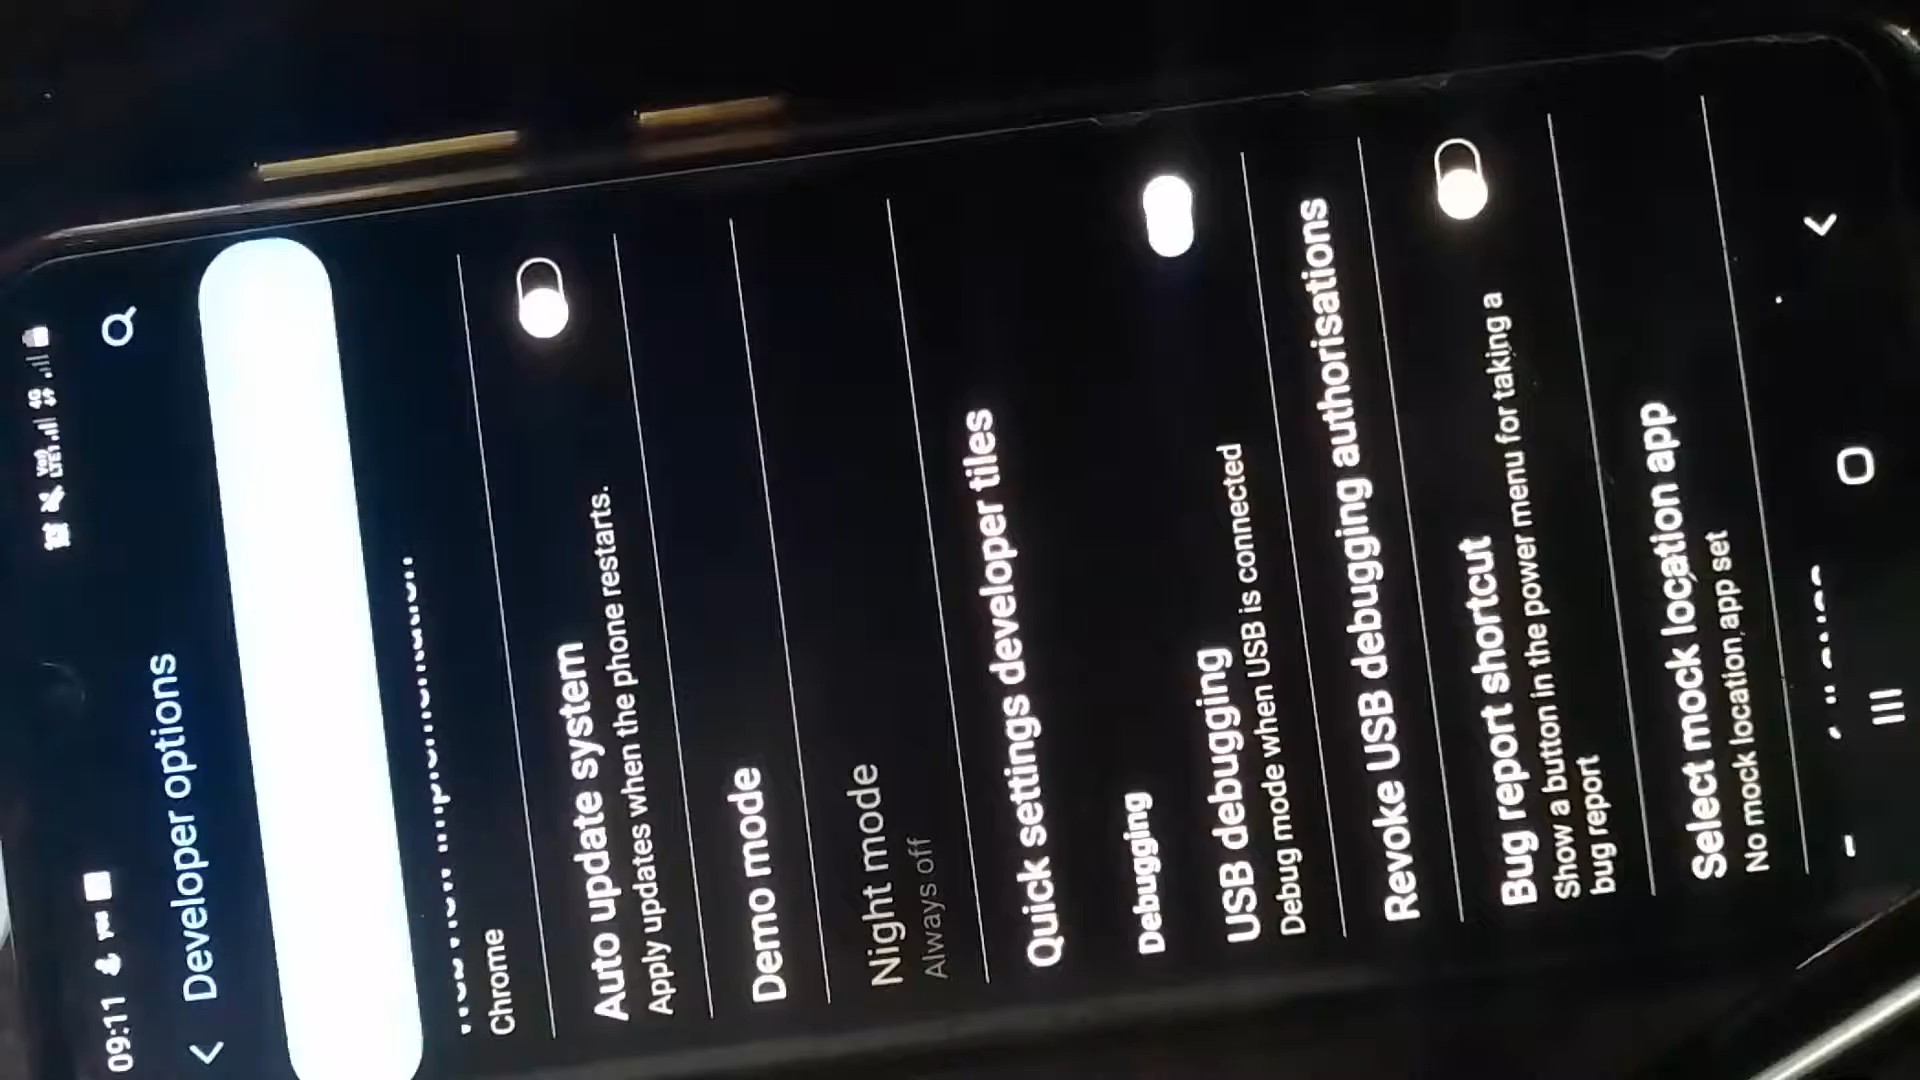 09:11
Developer options
Chrome
Auto update system
Apply updates when the phone restarts.
Demo mode
Night mode
Always off
Quick settings developer tiles
Debugging
USB debugging
Debug mode when USB is connected
Revoke USB debugging authorisations
Bug report shortcut
Show a button in the power menu for taking a
bug report
Select mock location app
No mock location app set